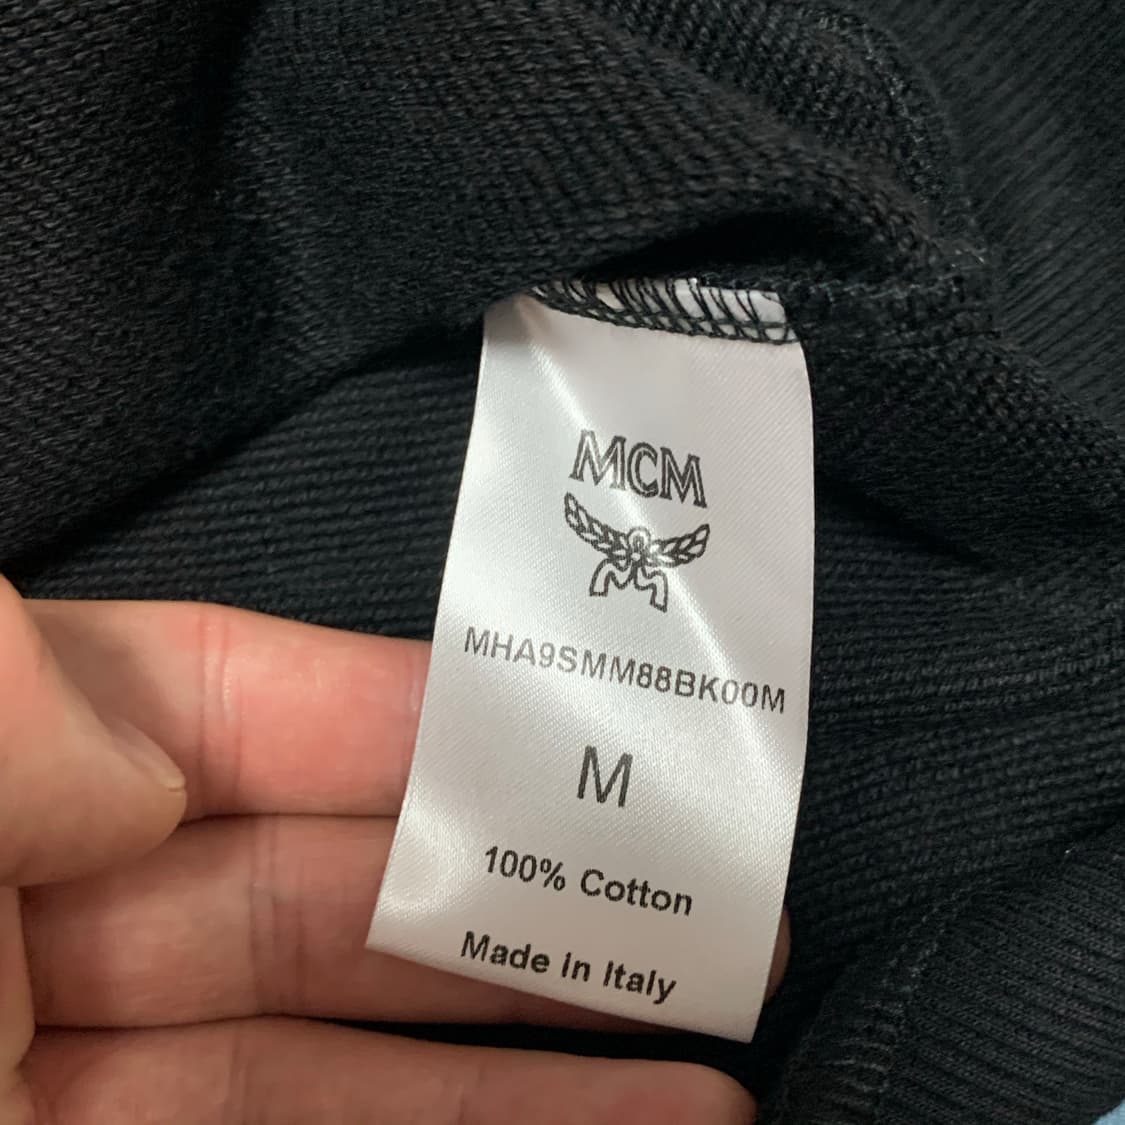 MCM
MHA9SMM88BK00M
M
100% Cotton
Made in Italy